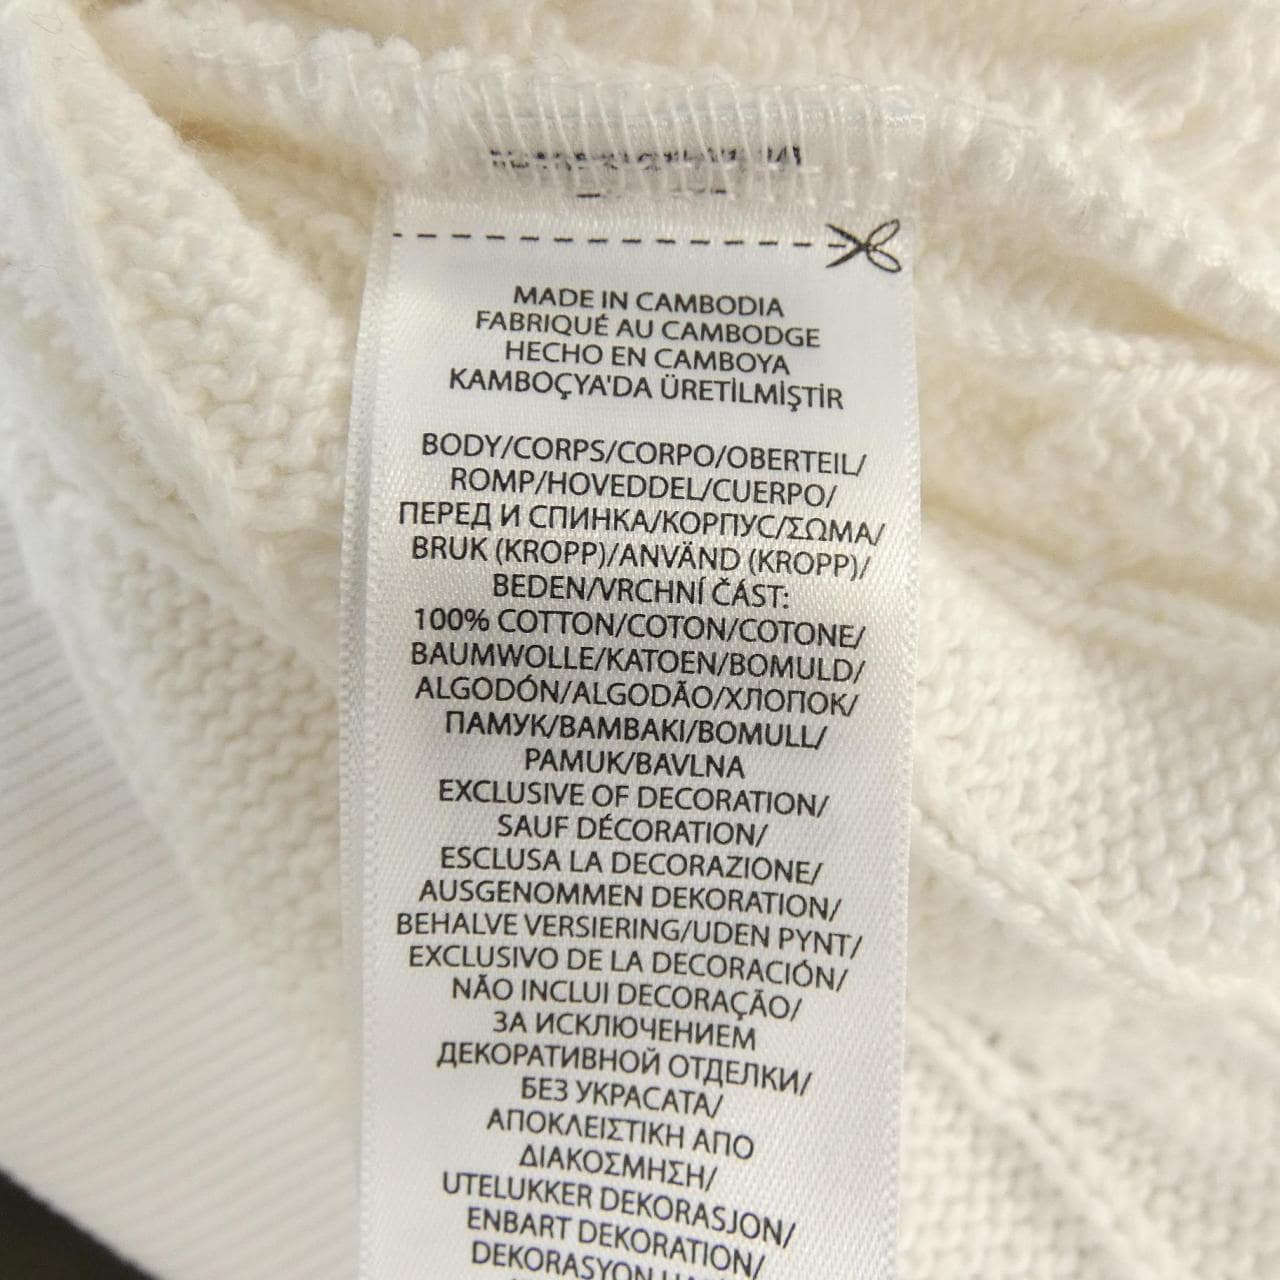 MADE IN CAMBODIA
FABRIQUÉ AU CAMBODGE
HECHO EN CAMBOYA
KAMBOÇYA'DA ÜRETİLMİŞTİR
BODY/CORPS/CORPO/OBERTEIL/
ROMP/HOVEDDEL/CUERPO/
ПЕРЕД И СПИНКА/КОРПУС/ΣΩΜΑ/
BRUK (KROPP)/ANVÄND (KROPP)/
BEDEN/VRCHNÍ ČÁST:
100% COTTON/COTON/COTONE/
BAUMWOLLE/KATOEN/BOMULD/
ALGODÓN/ALGODÃO/ХЛОПОК/
ПАМУК/ΒΑΜΒΑΚΙ/BOMULL/
PAMUK/BAVLNA
EXCLUSIVE OF DECORATION/
SAUF DÉCORATION/
ESCLUSA LA DECORAZIONE/
AUSGENOMMEN DEKORATION/
BEHALVE VERSIERING/UDEN PYNT/
EXCLUSIVO DE LA DECORACIÓN/
NÃO INCLUI DECORAÇÃO/
ЗА ИСКЛЮЧЕНИЕМ
ДЕКОРАТИВНОЙ ОТДЕЛКИ/
БЕЗ УКРАСАТА/
ΑΠΟΚΛΕΙΣΤΙΚΗ ΑΠΟ
ΔΙΑΚΟΣΜΗΣΗ/
UTELUKKER DEKORASJON/
ENBART DEKORATION/
DEKORASYON